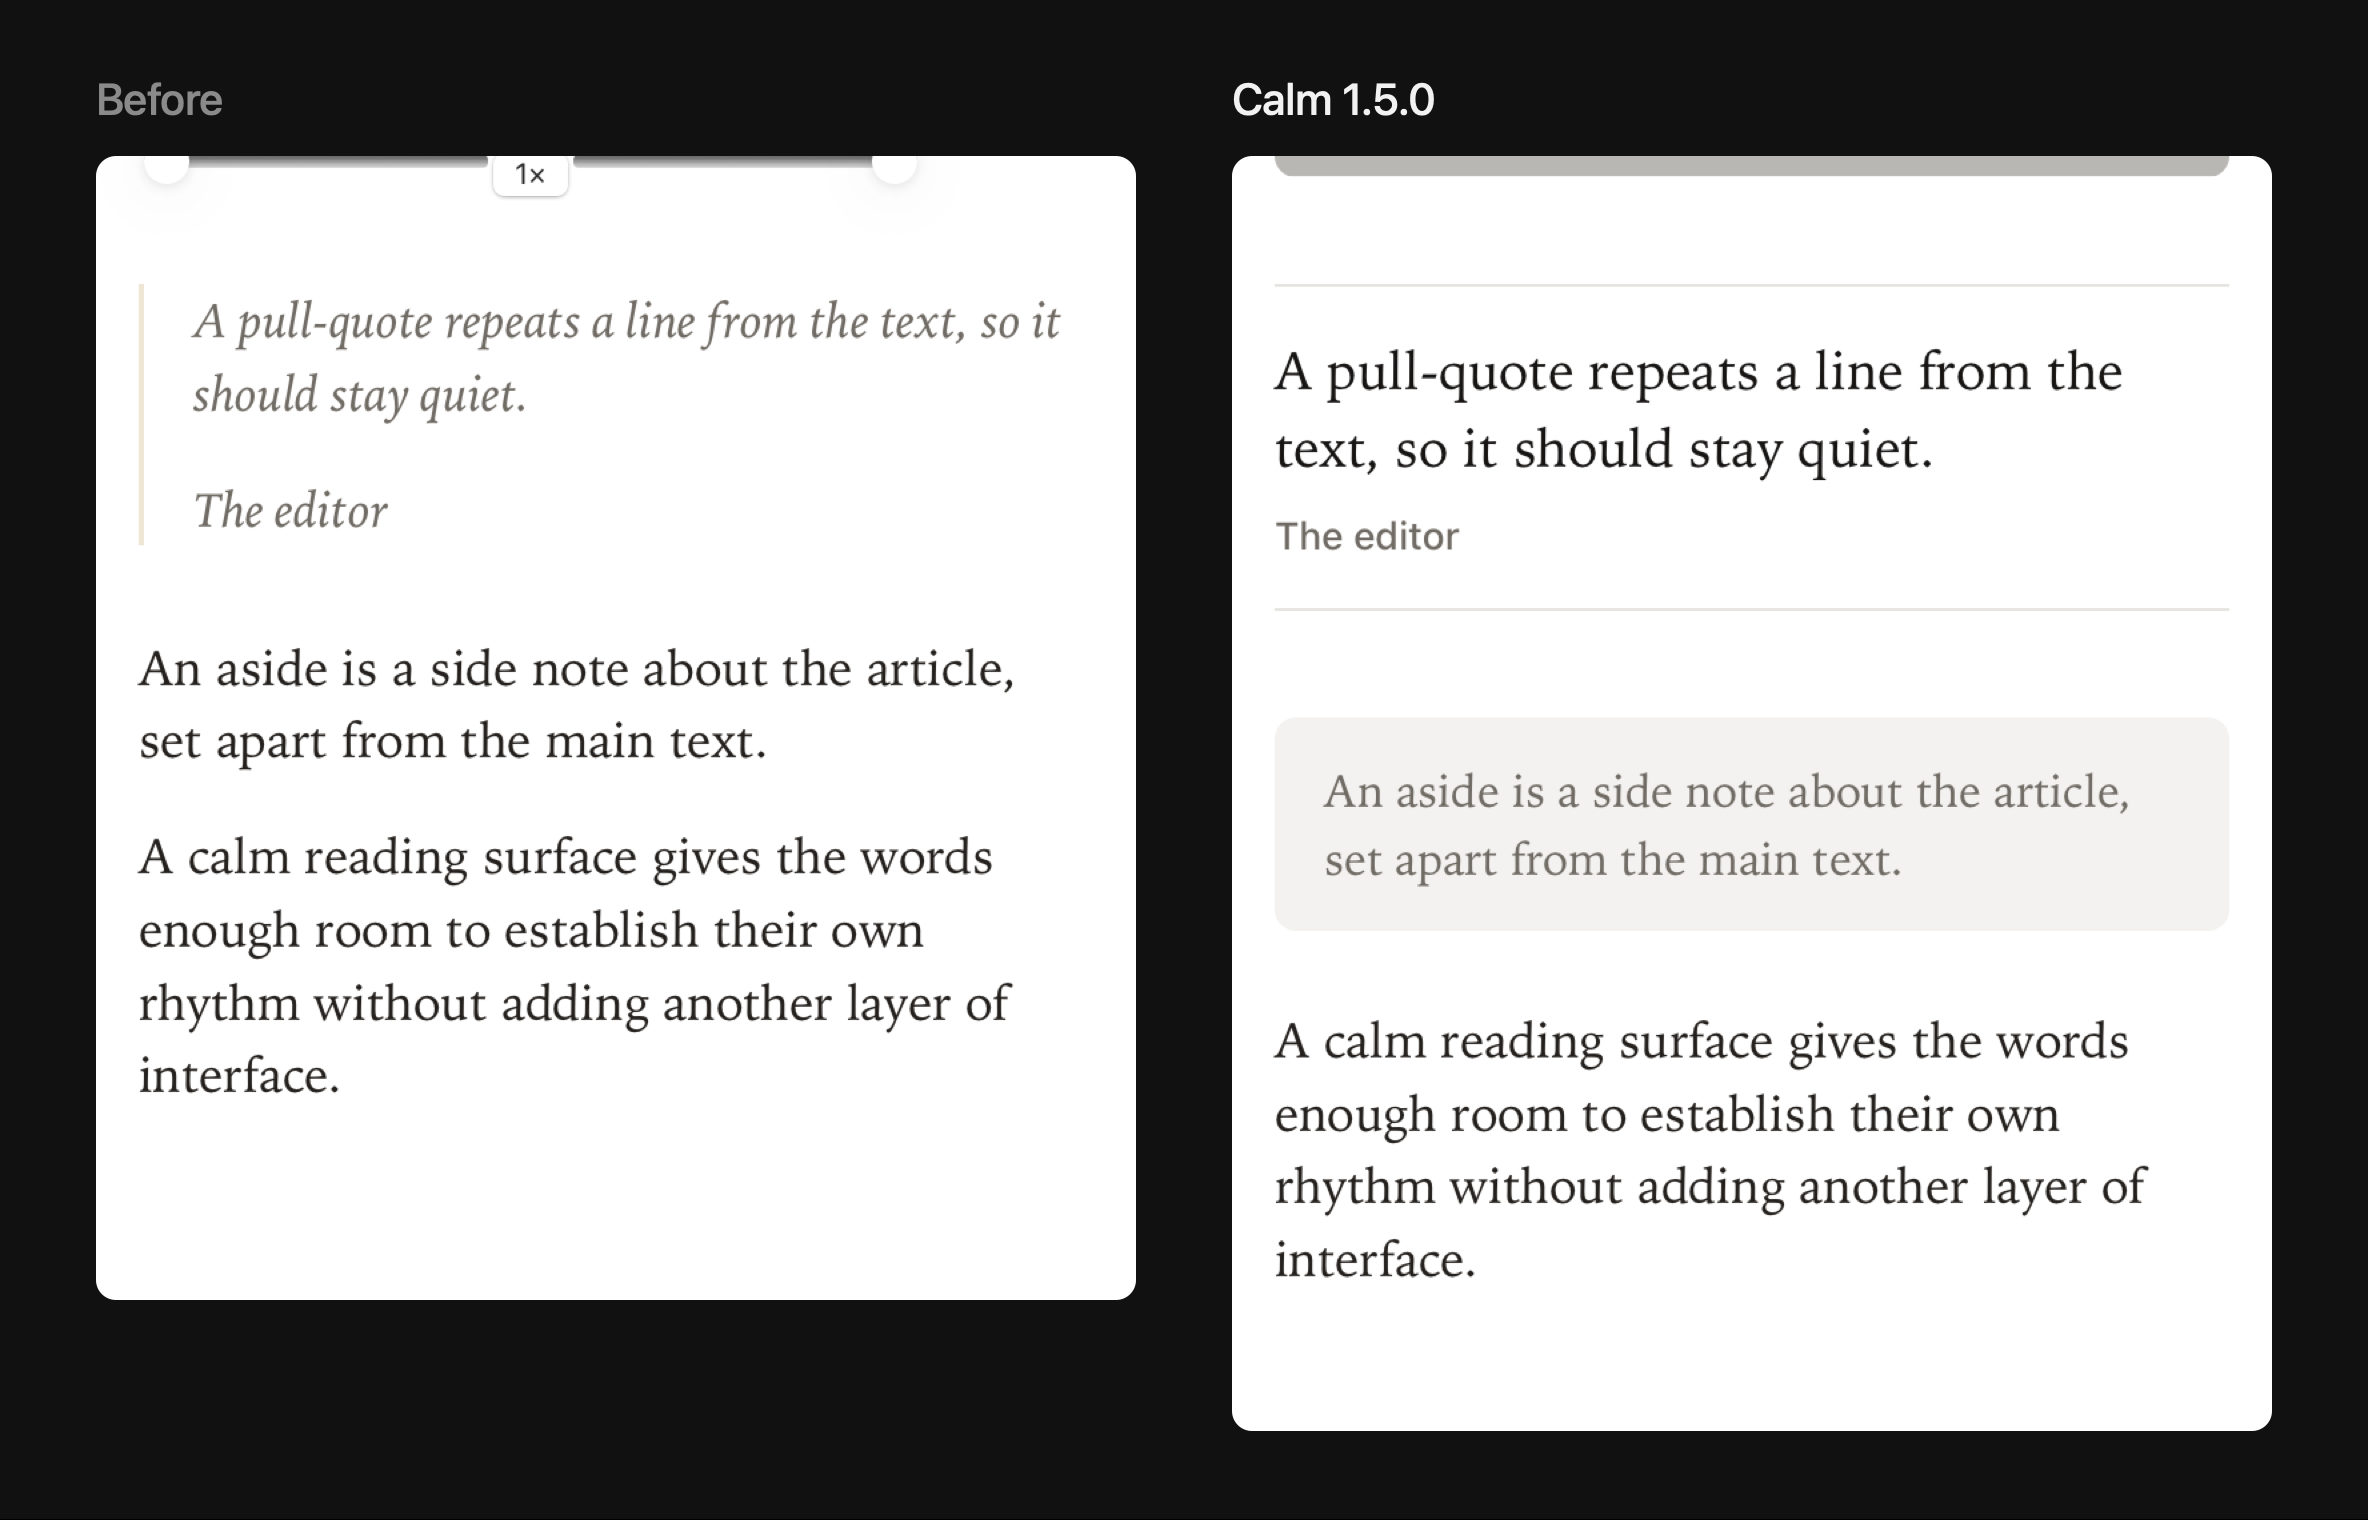 Before
1×
A pull-quote repeats a line from the text, so it
should stay quiet.
The editor
An aside is a side note about the article,
set apart from the main text.
A calm reading surface gives the words
enough room to establish their own
rhythm without adding another layer of
interface.
Calm 1.5.0
A pull-quote repeats a line from the
text, so it should stay quiet.
The editor
An aside is a side note about the article,
set apart from the main text.
A calm reading surface gives the words
enough room to establish their own
rhythm without adding another layer of
interface.